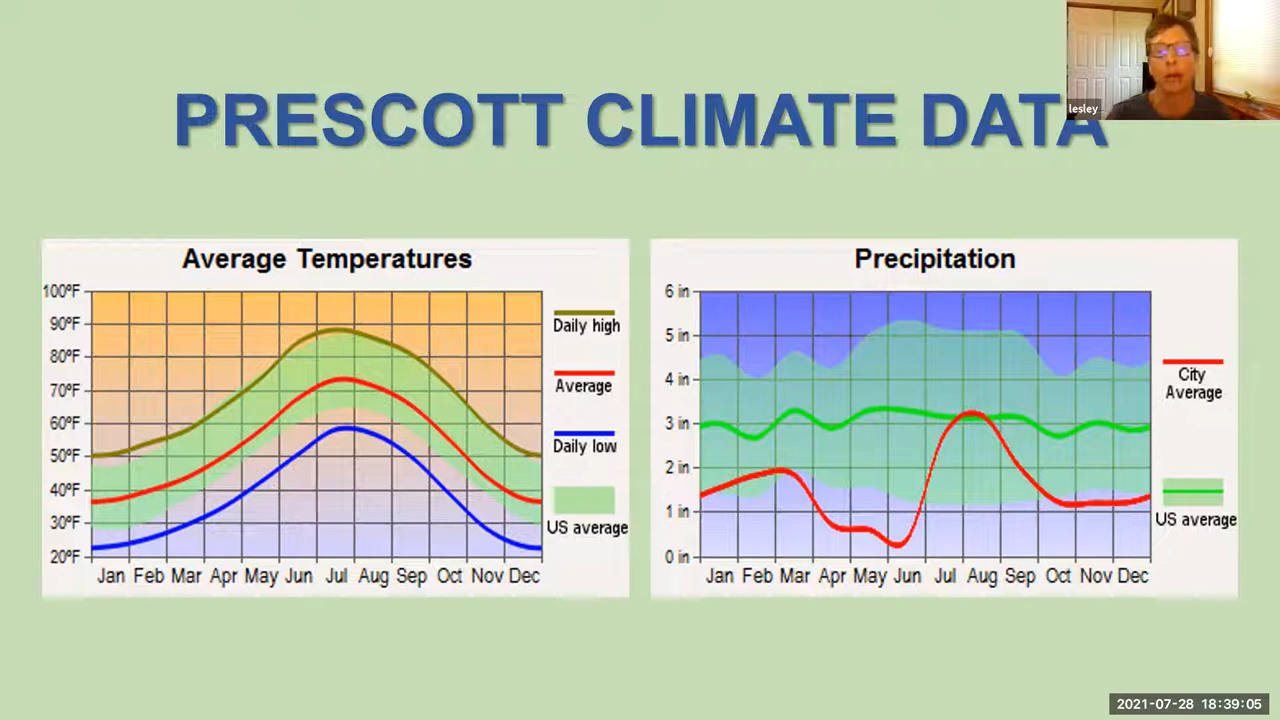 lesley
PRESCOTT CLIMATE DATA
Average Temperatures
100ºF
90ºF
80ºF
70ºF
60ºF
50ºF
40ºF
30ºF
20ºF
Jan Feb Mar Apr May Jun Jul Aug Sep Oct Nov Dec
Daily high
Average
Daily low
US average
Precipitation
6 in
5 in
4 in
3 in
2 in
1 in
0 in
Jan Feb Mar Apr May Jun Jul Aug Sep Oct Nov Dec
City
Average
US average
2021-07-28 18:39:05